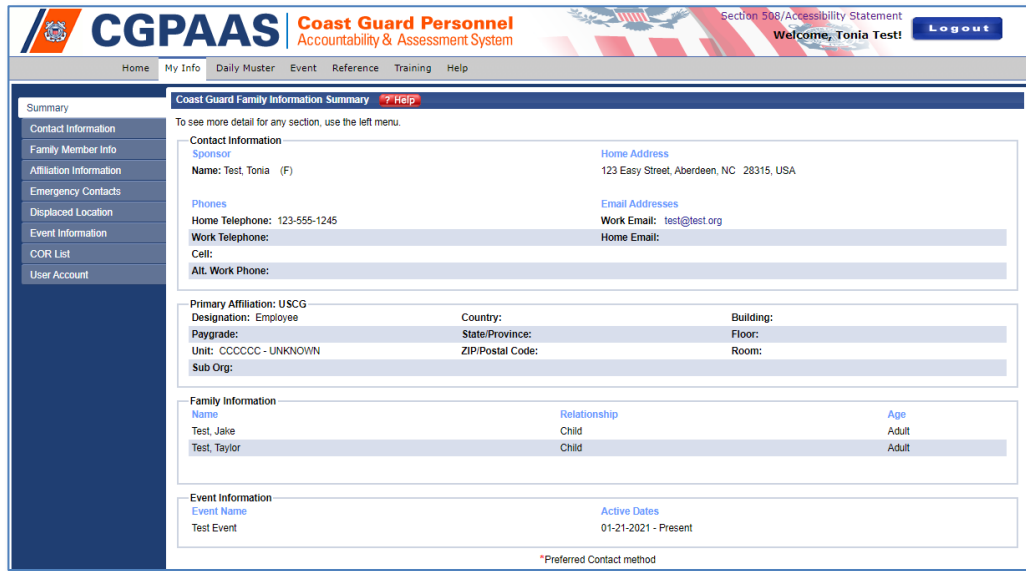 CGPAAS Coast Guard Personnel
Accountability & Assessment System
Section 508/Accessibility Statement
Welcome, Tonia Test!
Logout
Home My Info Daily Muster Event Reference Training Help
Summary
Contact Information
Family Member Info
Affiliation Information
Emergency Contacts
Displaced Location
Event Information
COR List
User Account
Coast Guard Family Information Summary ? Help
To see more detail for any section, use the left menu.
Contact Information
Sponsor Home Address
Name: Test, Tonia (F) 123 Easy Street, Aberdeen, NC 28315, USA
Phones Email Addresses
Home Telephone: 123-555-1245 Work Email: test@test.org
Work Telephone: Home Email:
Cell:
Alt. Work Phone:
Primary Affiliation: USCG
Designation: Employee Country: Building:
Paygrade: State/Province: Floor:
Unit: CCCCCC - UNKNOWN ZIP/Postal Code: Room:
Sub Org:
Family Information
Name Relationship Age
Test, Jake Child Adult
Test, Taylor Child Adult
Event Information
Event Name Active Dates
Test Event 01-21-2021 - Present
*Preferred Contact method